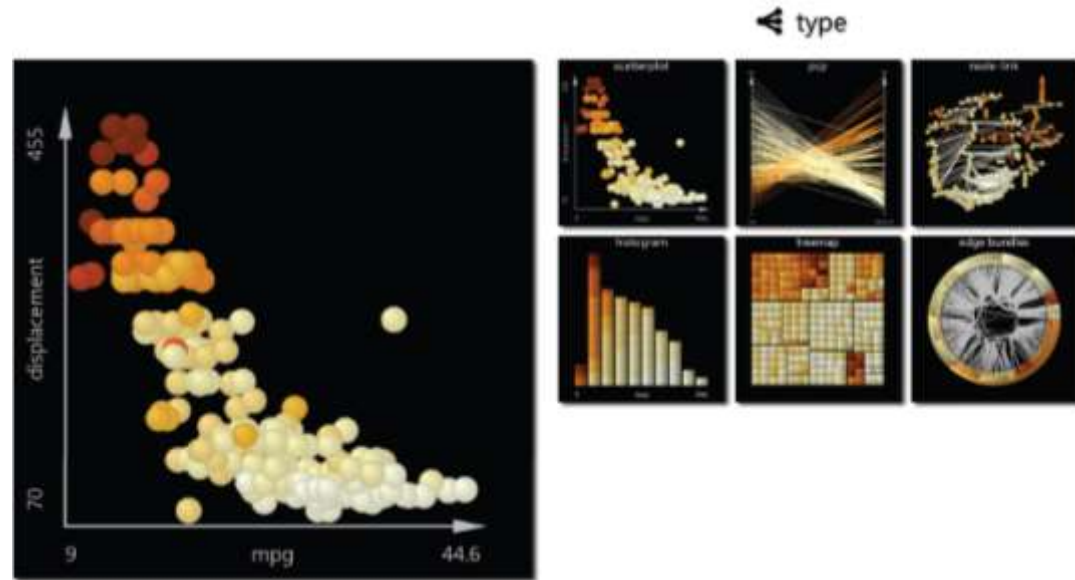 type
455
displacement
70
9
mpg
44.6
scatterplot
pcp
node-link
histogram
treemap
edge bundles